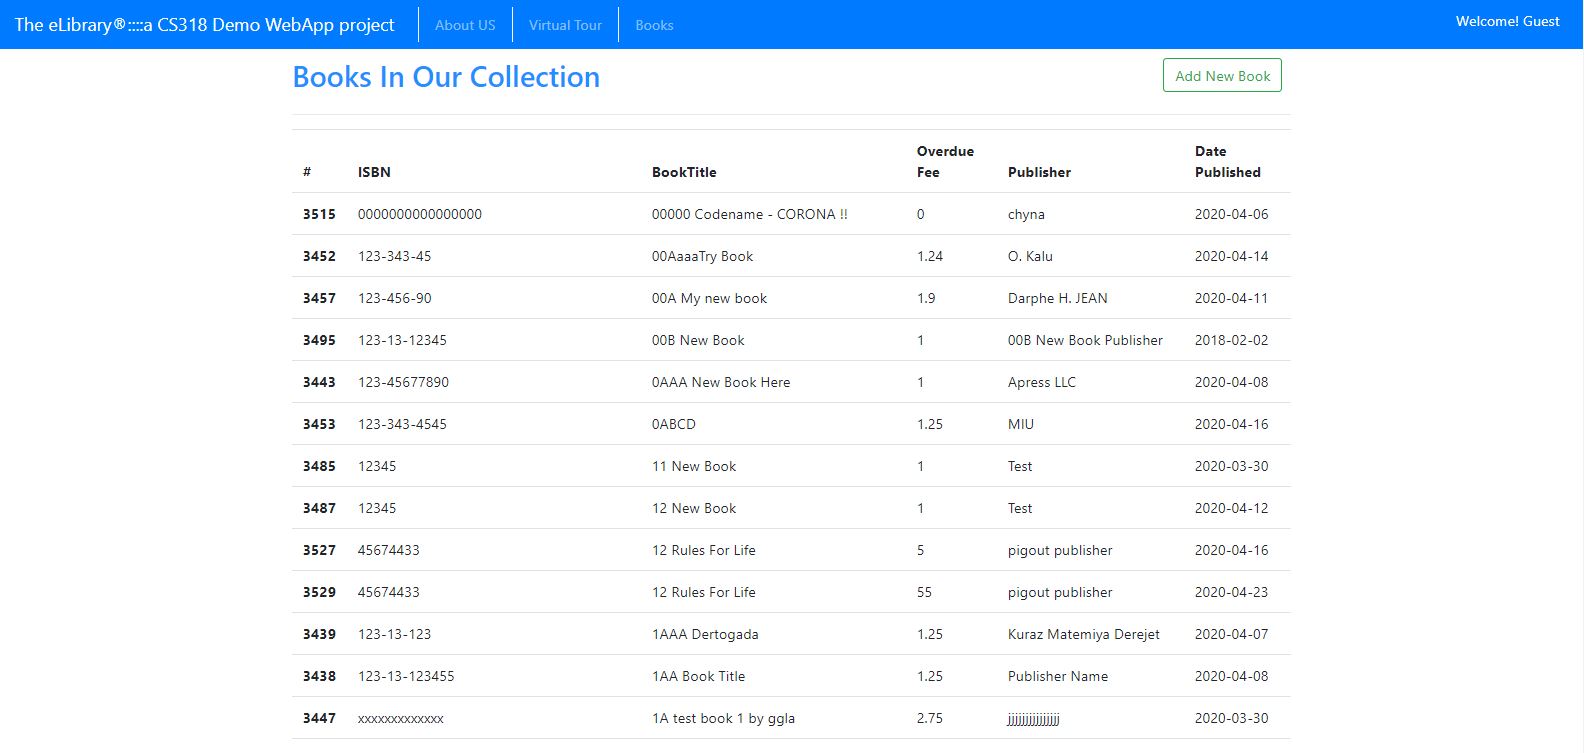 The eLibrary®::::a CS318 Demo WebApp project About US Virtual Tour Books Welcome! Guest
Books In Our Collection Add New Book
# ISBN BookTitle Overdue Fee Publisher Date Published
3515 0000000000000000 00000 Codename - CORONA !! 0 chyna 2020-04-06
3452 123-343-45 00AaaaTry Book 1.24 O. Kalu 2020-04-14
3457 123-456-90 00A My new book 1.9 Darphe H. JEAN 2020-04-11
3495 123-13-12345 00B New Book 1 00B New Book Publisher 2018-02-02
3443 123-45677890 0AAA New Book Here 1 Apress LLC 2020-04-08
3453 123-343-4545 0ABCD 1.25 MIU 2020-04-16
3485 12345 11 New Book 1 Test 2020-03-30
3487 12345 12 New Book 1 Test 2020-04-12
3527 45674433 12 Rules For Life 5 pigout publisher 2020-04-16
3529 45674433 12 Rules For Life 55 pigout publisher 2020-04-23
3439 123-13-123 1AAA Dertogada 1.25 Kuraz Matemiya Derejet 2020-04-07
3438 123-13-123455 1AA Book Title 1.25 Publisher Name 2020-04-08
3447 xxxxxxxxxxxxx 1A test book 1 by ggla 2.75 jjjjjjjjjjjjjjj 2020-03-30